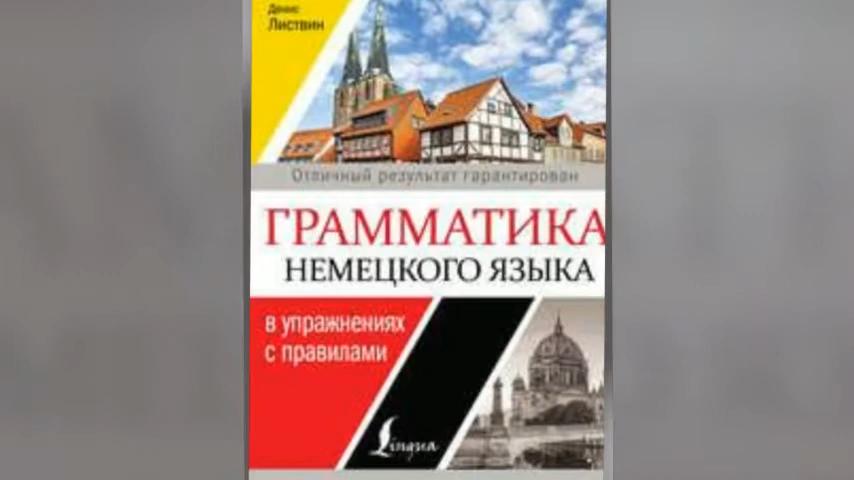 Денис
Листвин
Отличный результат гарантирован
ГРАММАТИКА
НЕМЕЦКОГО ЯЗЫКА
в упражнениях
с правилами
Lingua